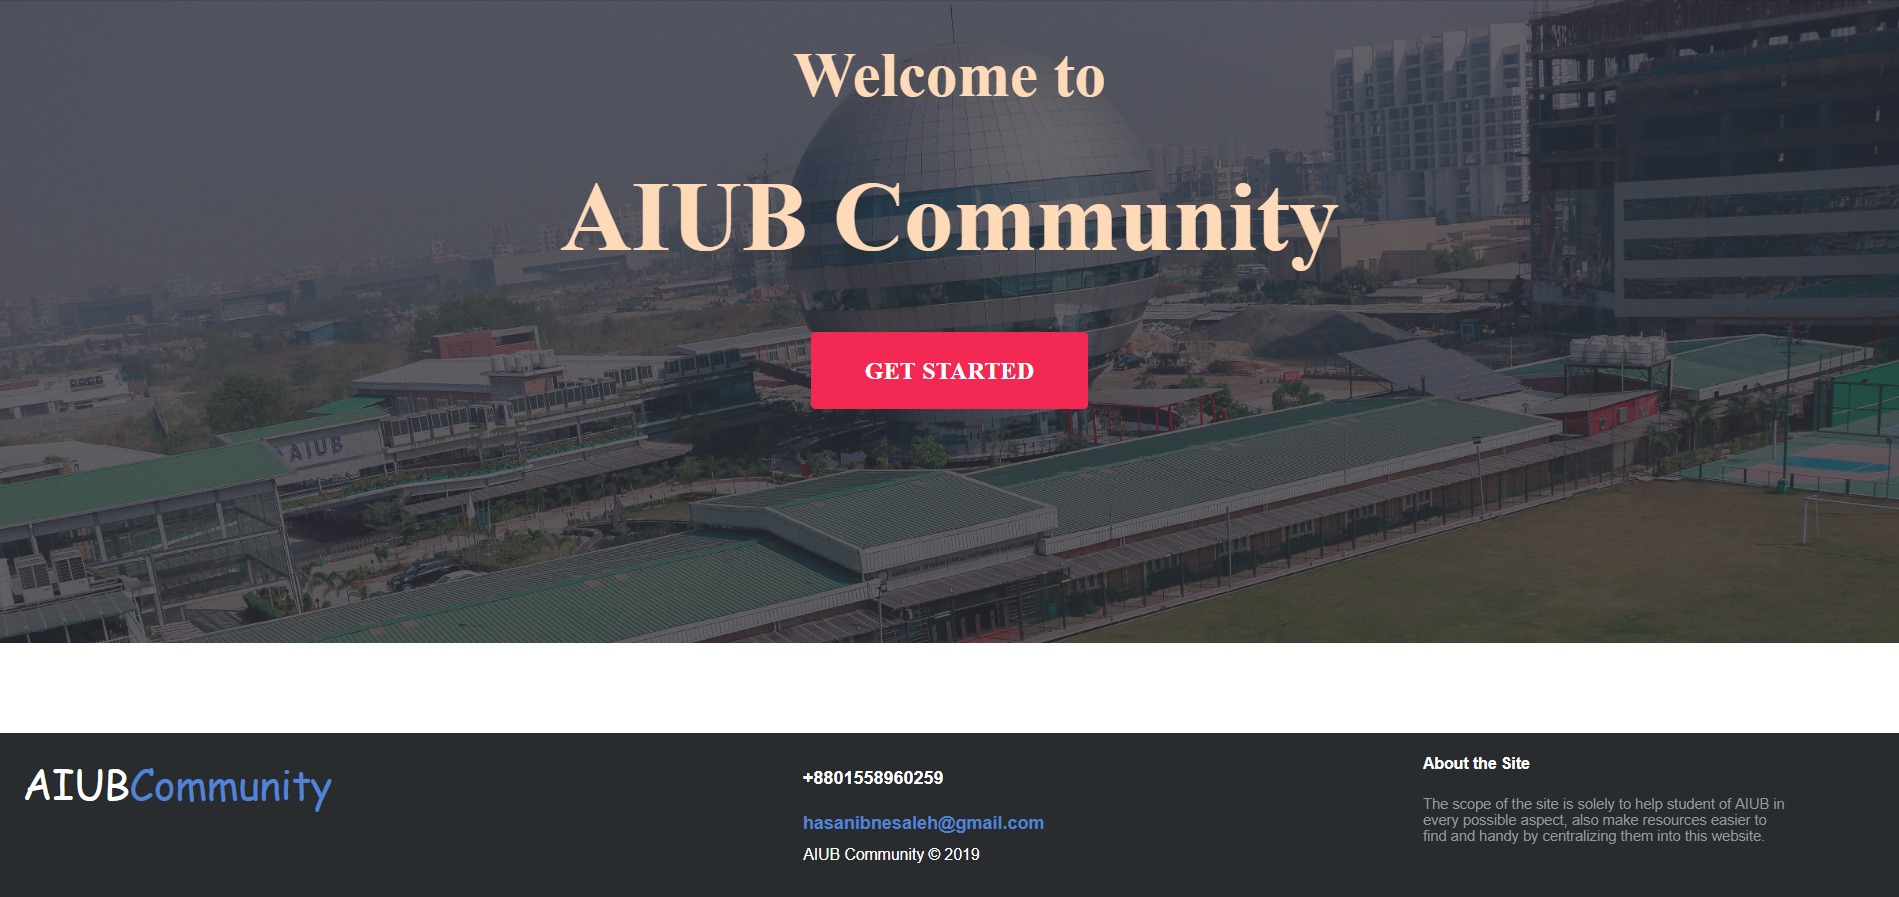 Welcome to
AIUB Community
GET STARTED
AIUB
AIUBCommunity
+8801558960259
hasanibnesaleh@gmail.com
AIUB Community © 2019
About the Site
The scope of the site is solely to help student of AIUB in
every possible aspect, also make resources easier to
find and handy by centralizing them into this website.